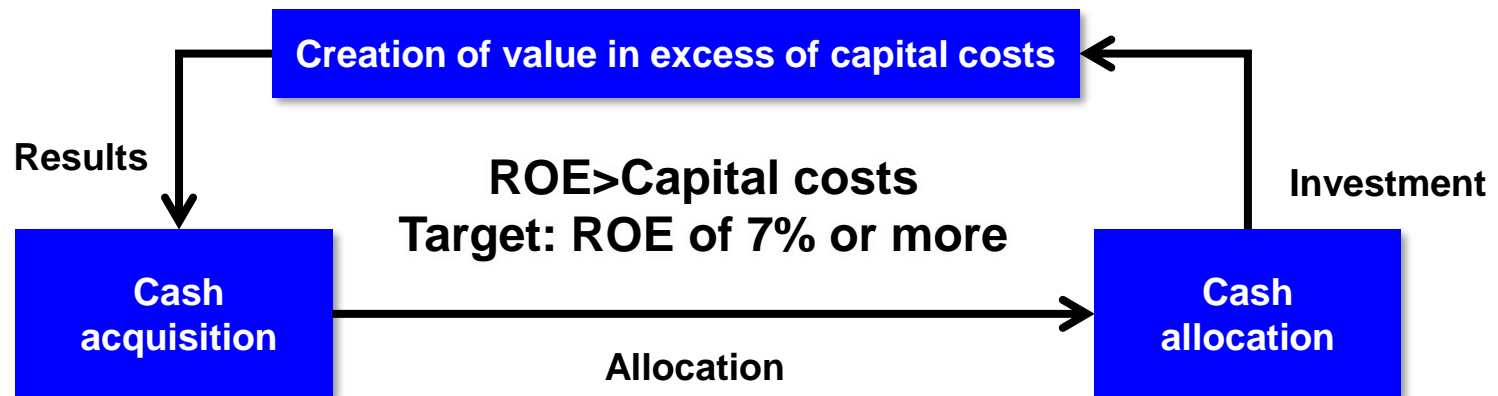 Creation of value in excess of capital costs
Results
ROE>Capital costs
Target: ROE of 7% or more
Investment
Cash
acquisition
Allocation
Cash
allocation